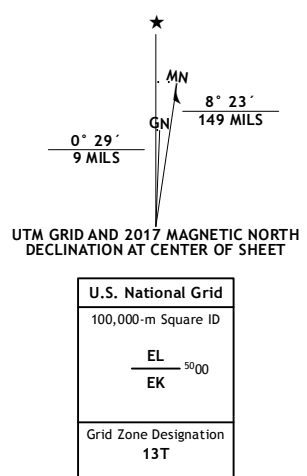 MN
GN
8° 23´
149 MILS
0° 29´
9 MILS
UTM GRID AND 2017 MAGNETIC NORTH
DECLINATION AT CENTER OF SHEET
U.S. National Grid
100,000-m Square ID
EL
5000
EK
Grid Zone Designation
13T